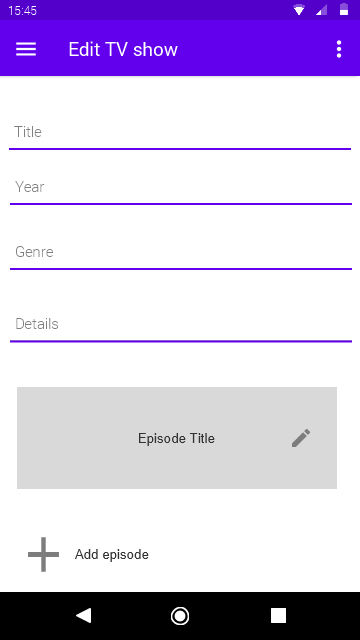 15:45
Edit TV show
Title
Year
Genre
Details
Episode Title
Add episode